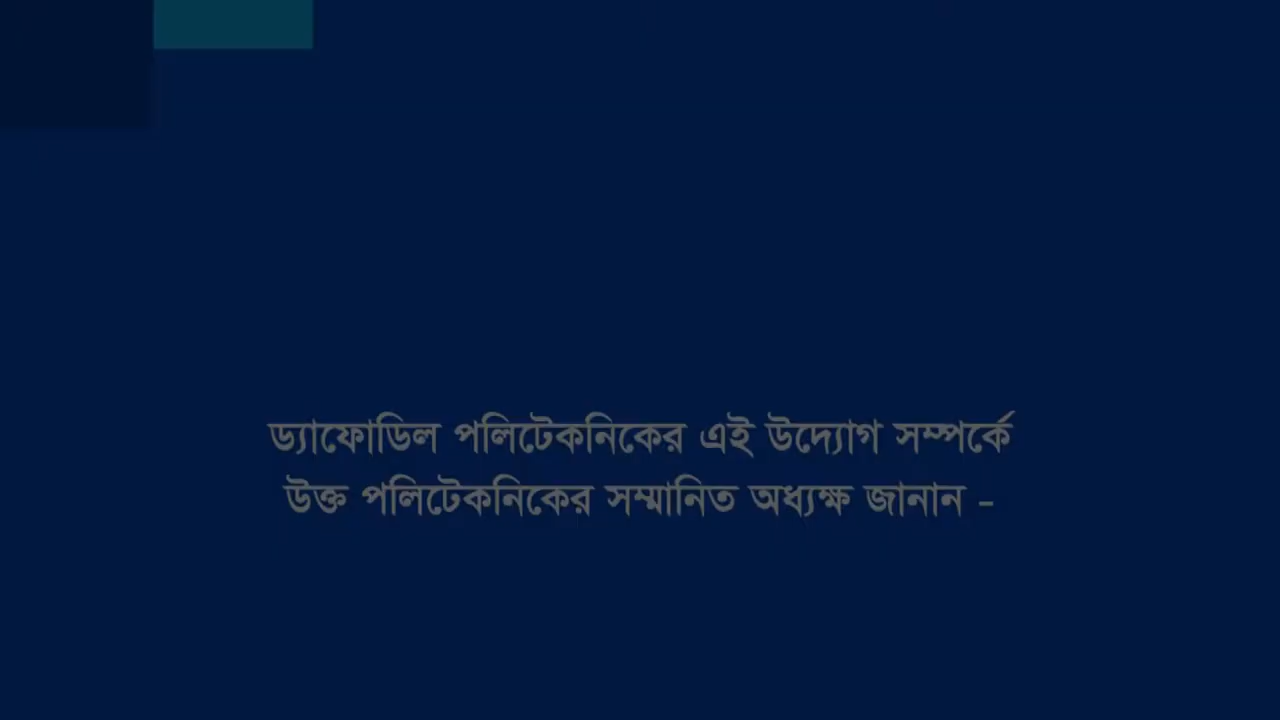 ড্যাফোডিল পলিটেকনিকের এই উদ্যোগ সম্পর্কে
উক্ত পলিটেকনিকের সম্মানিত অধ্যক্ষ জানান -